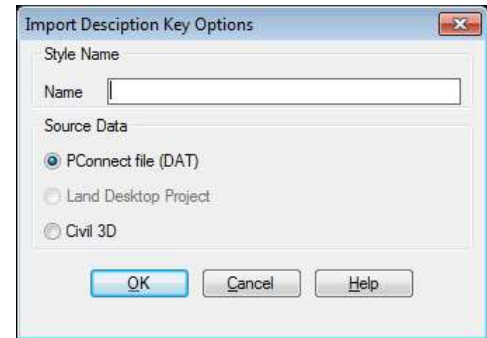 Import Desciption Key Options
Style Name
Name
Source Data
PConnect file (DAT)
Land Desktop Project
Civil 3D
OK Cancel Help